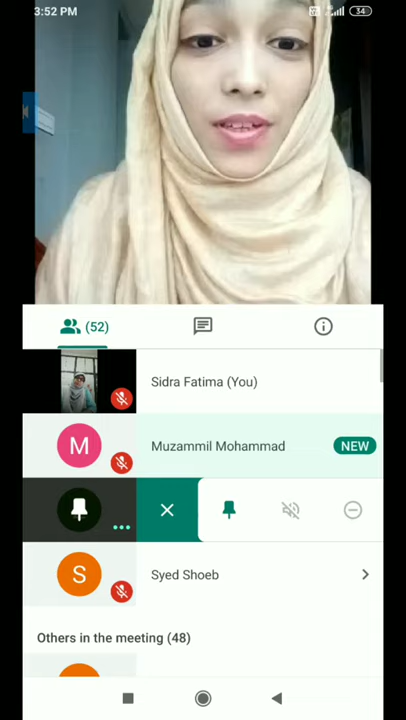 3:52 PM
34
(52)
Sidra Fatima (You)
M
Muzammil Mohammad
NEW
S
Syed Shoeb
Others in the meeting (48)